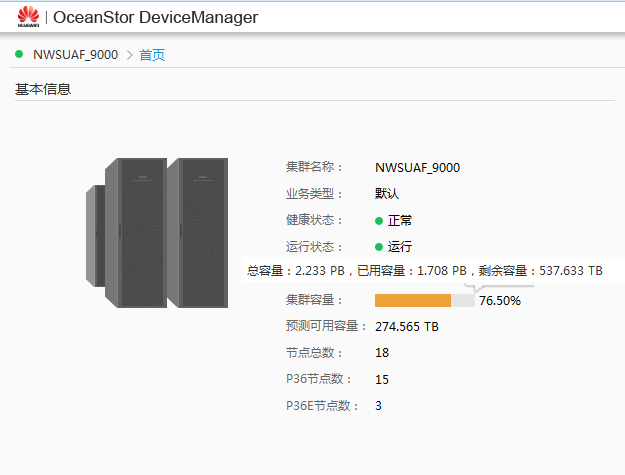 HUAWEI | OceanStor DeviceManager
NWSUAF_9000 > 首页
基本信息
集群名称： NWSUAF_9000
业务类型： 默认
健康状态： 正常
运行状态： 运行
总容量：2.233 PB，已用容量：1.708 PB，剩余容量：537.633 TB
集群容量： 76.50%
预测可用容量： 274.565 TB
节点总数： 18
P36节点数： 15
P36E节点数： 3